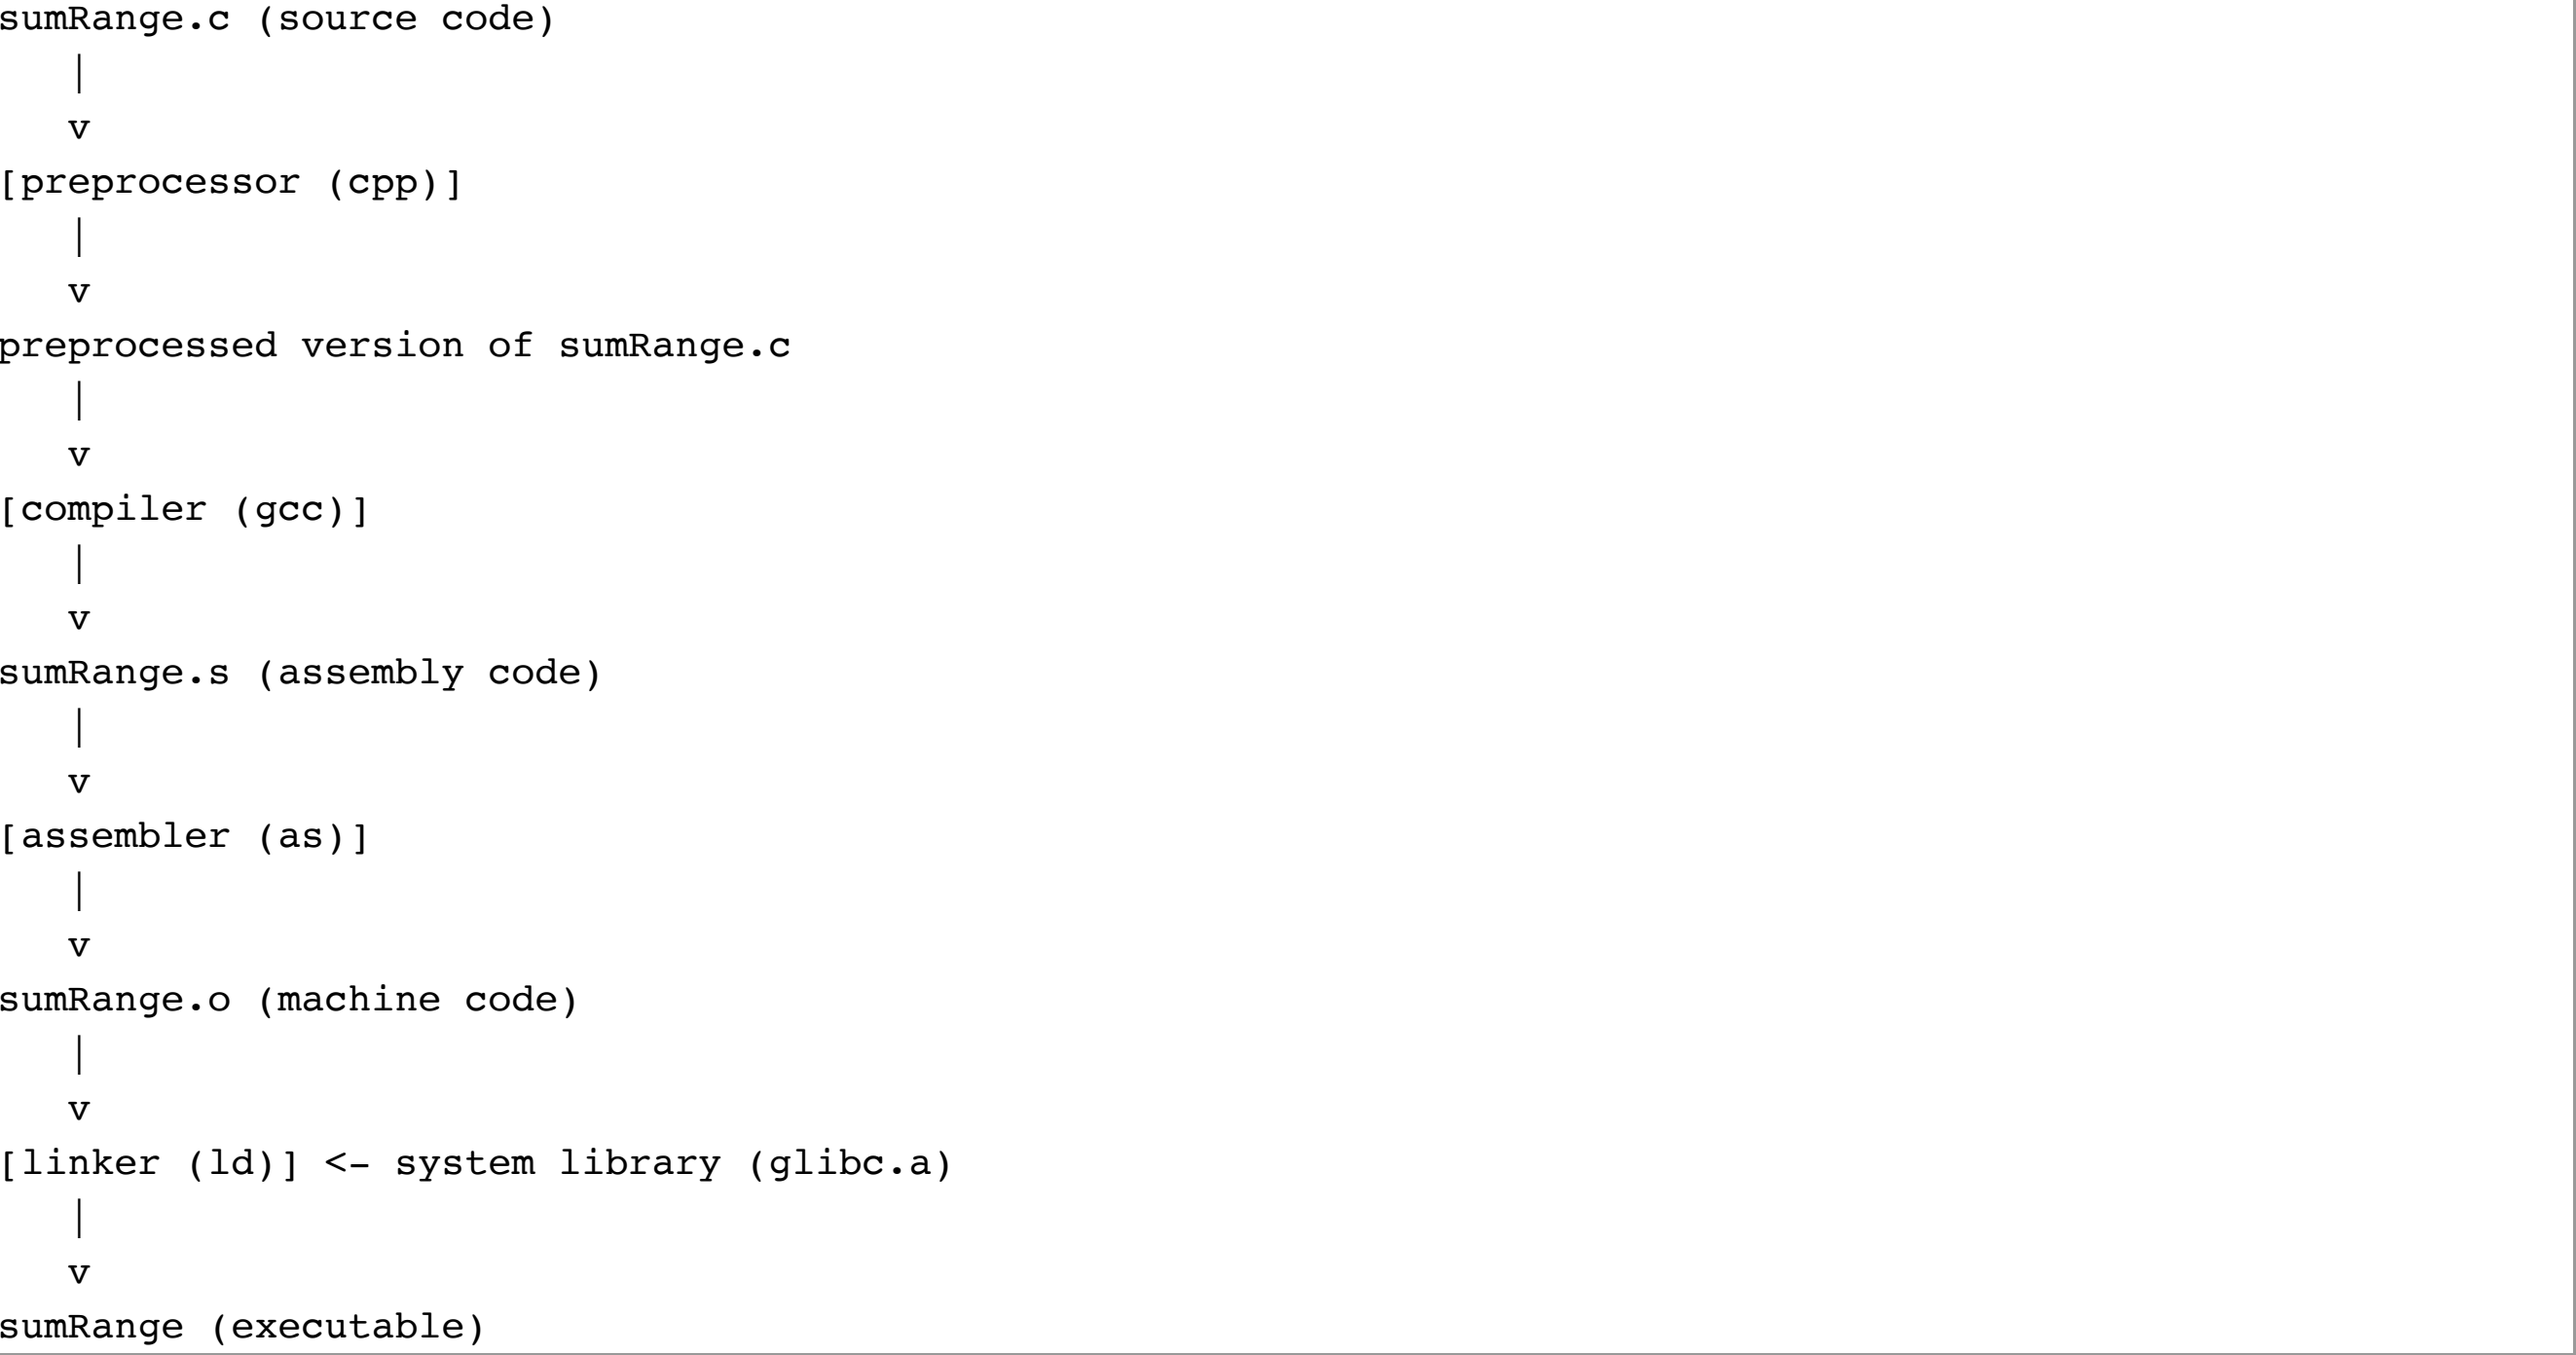 sumRange.c (source code)
   |
   v
[preprocessor (cpp)]
   |
   v
preprocessed version of sumRange.c
   |
   v
[compiler (gcc)]
   |
   v
sumRange.s (assembly code)
   |
   v
[assembler (as)]
   |
   v
sumRange.o (machine code)
   |
   v
[linker (ld)] <- system library (glibc.a)
   |
   v
sumRange (executable)